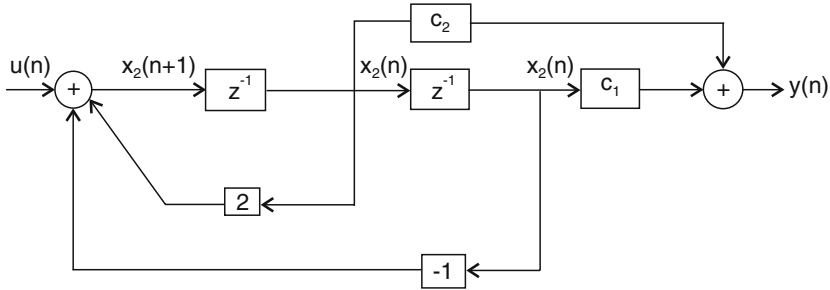 c₂
u(n)
x₂(n+1)
x₂(n)
x₂(n)
+
z⁻¹
z⁻¹
c₁
+
y(n)
2
-1